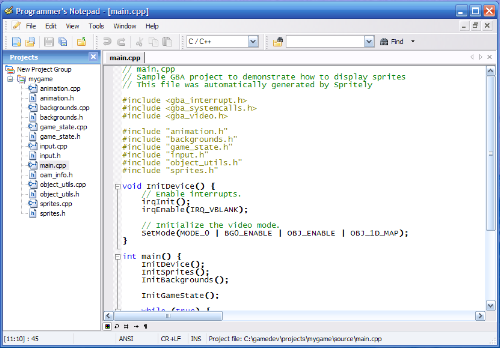 Programmer's Notepad - [main.cpp]
File Edit View Tools Window Help
C / C++
Find
Projects
main.cpp
New Project Group
mygame
animation.cpp
animation.h
backgrounds.cpp
backgrounds.h
game_state.cpp
game_state.h
input.cpp
input.h
main.cpp
oam_info.h
object_utils.cpp
object_utils.h
sprites.cpp
sprites.h
// main.cpp
// Sample GBA project to demonstrate how to display sprites
// This file was automatically generated by Spritely
#include <gba_interrupt.h>
#include <gba_systemcalls.h>
#include <gba_video.h>
#include "animation.h"
#include "backgrounds.h"
#include "game_state.h"
#include "input.h"
#include "object_utils.h"
#include "sprites.h"
void InitDevice() {
// Enable interrupts.
irqInit();
irqEnable(IRQ_VBLANK);
// Initialize the video mode.
SetMode(MODE_0 | BG0_ENABLE | OBJ_ENABLE | OBJ_1D_MAP);
}
int main() {
InitDevice();
InitSprites();
InitBackgrounds();
InitGameState();
while (true) {
[11:10] : 45 ANSI CR+LF INS Project file: C:\gamedev\projects\mygame\source\main.cpp